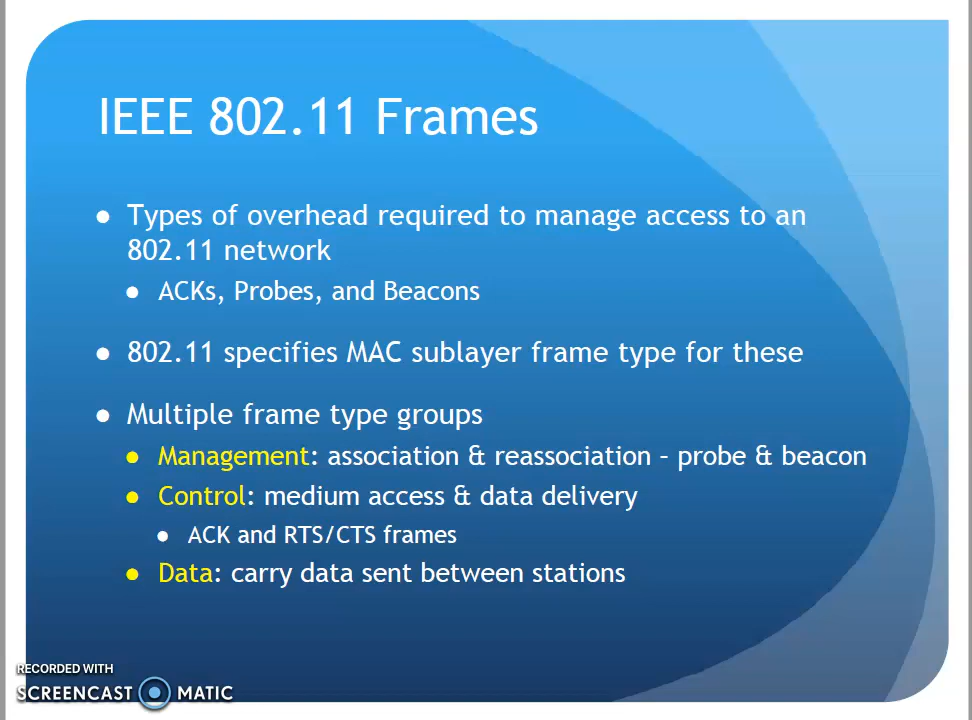 IEEE 802.11 Frames
● Types of overhead required to manage access to an
802.11 network
● ACKs, Probes, and Beacons
● 802.11 specifies MAC sublayer frame type for these
● Multiple frame type groups
● Management: association & reassociation – probe & beacon
● Control: medium access & data delivery
● ACK and RTS/CTS frames
● Data: carry data sent between stations
RECORDED WITH
SCREENCAST MATIC